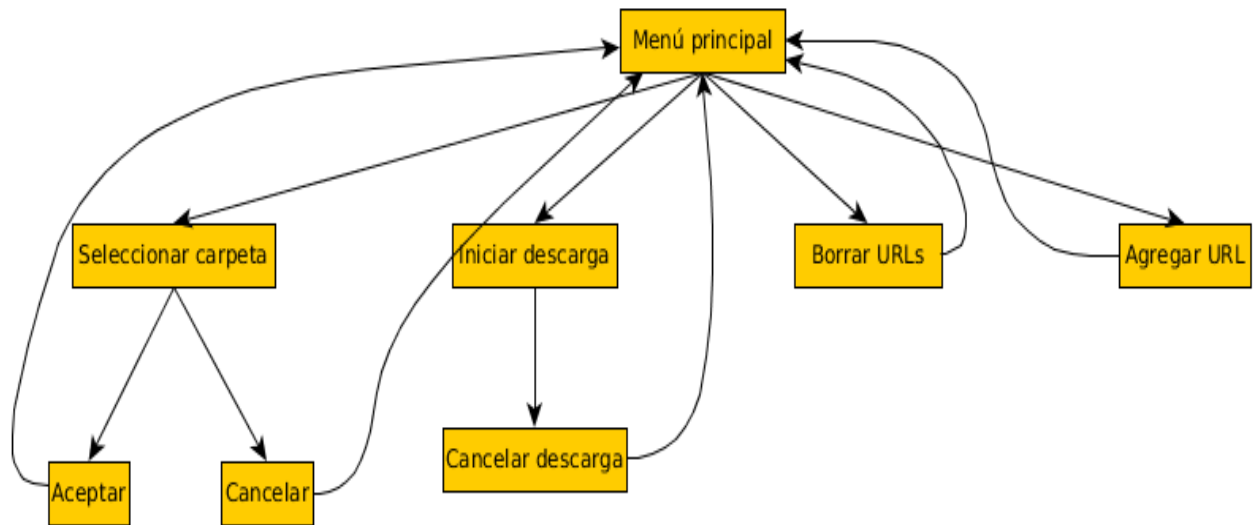 Menú principal
Seleccionar carpeta
Iniciar descarga
Borrar URLs
Agregar URL
Cancelar descarga
Aceptar
Cancelar